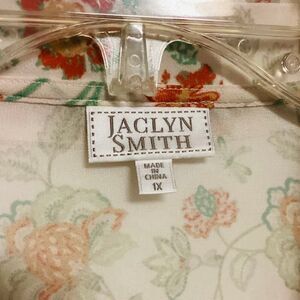 JACLYN
SMITH
MADE
IN
CHINA
1X